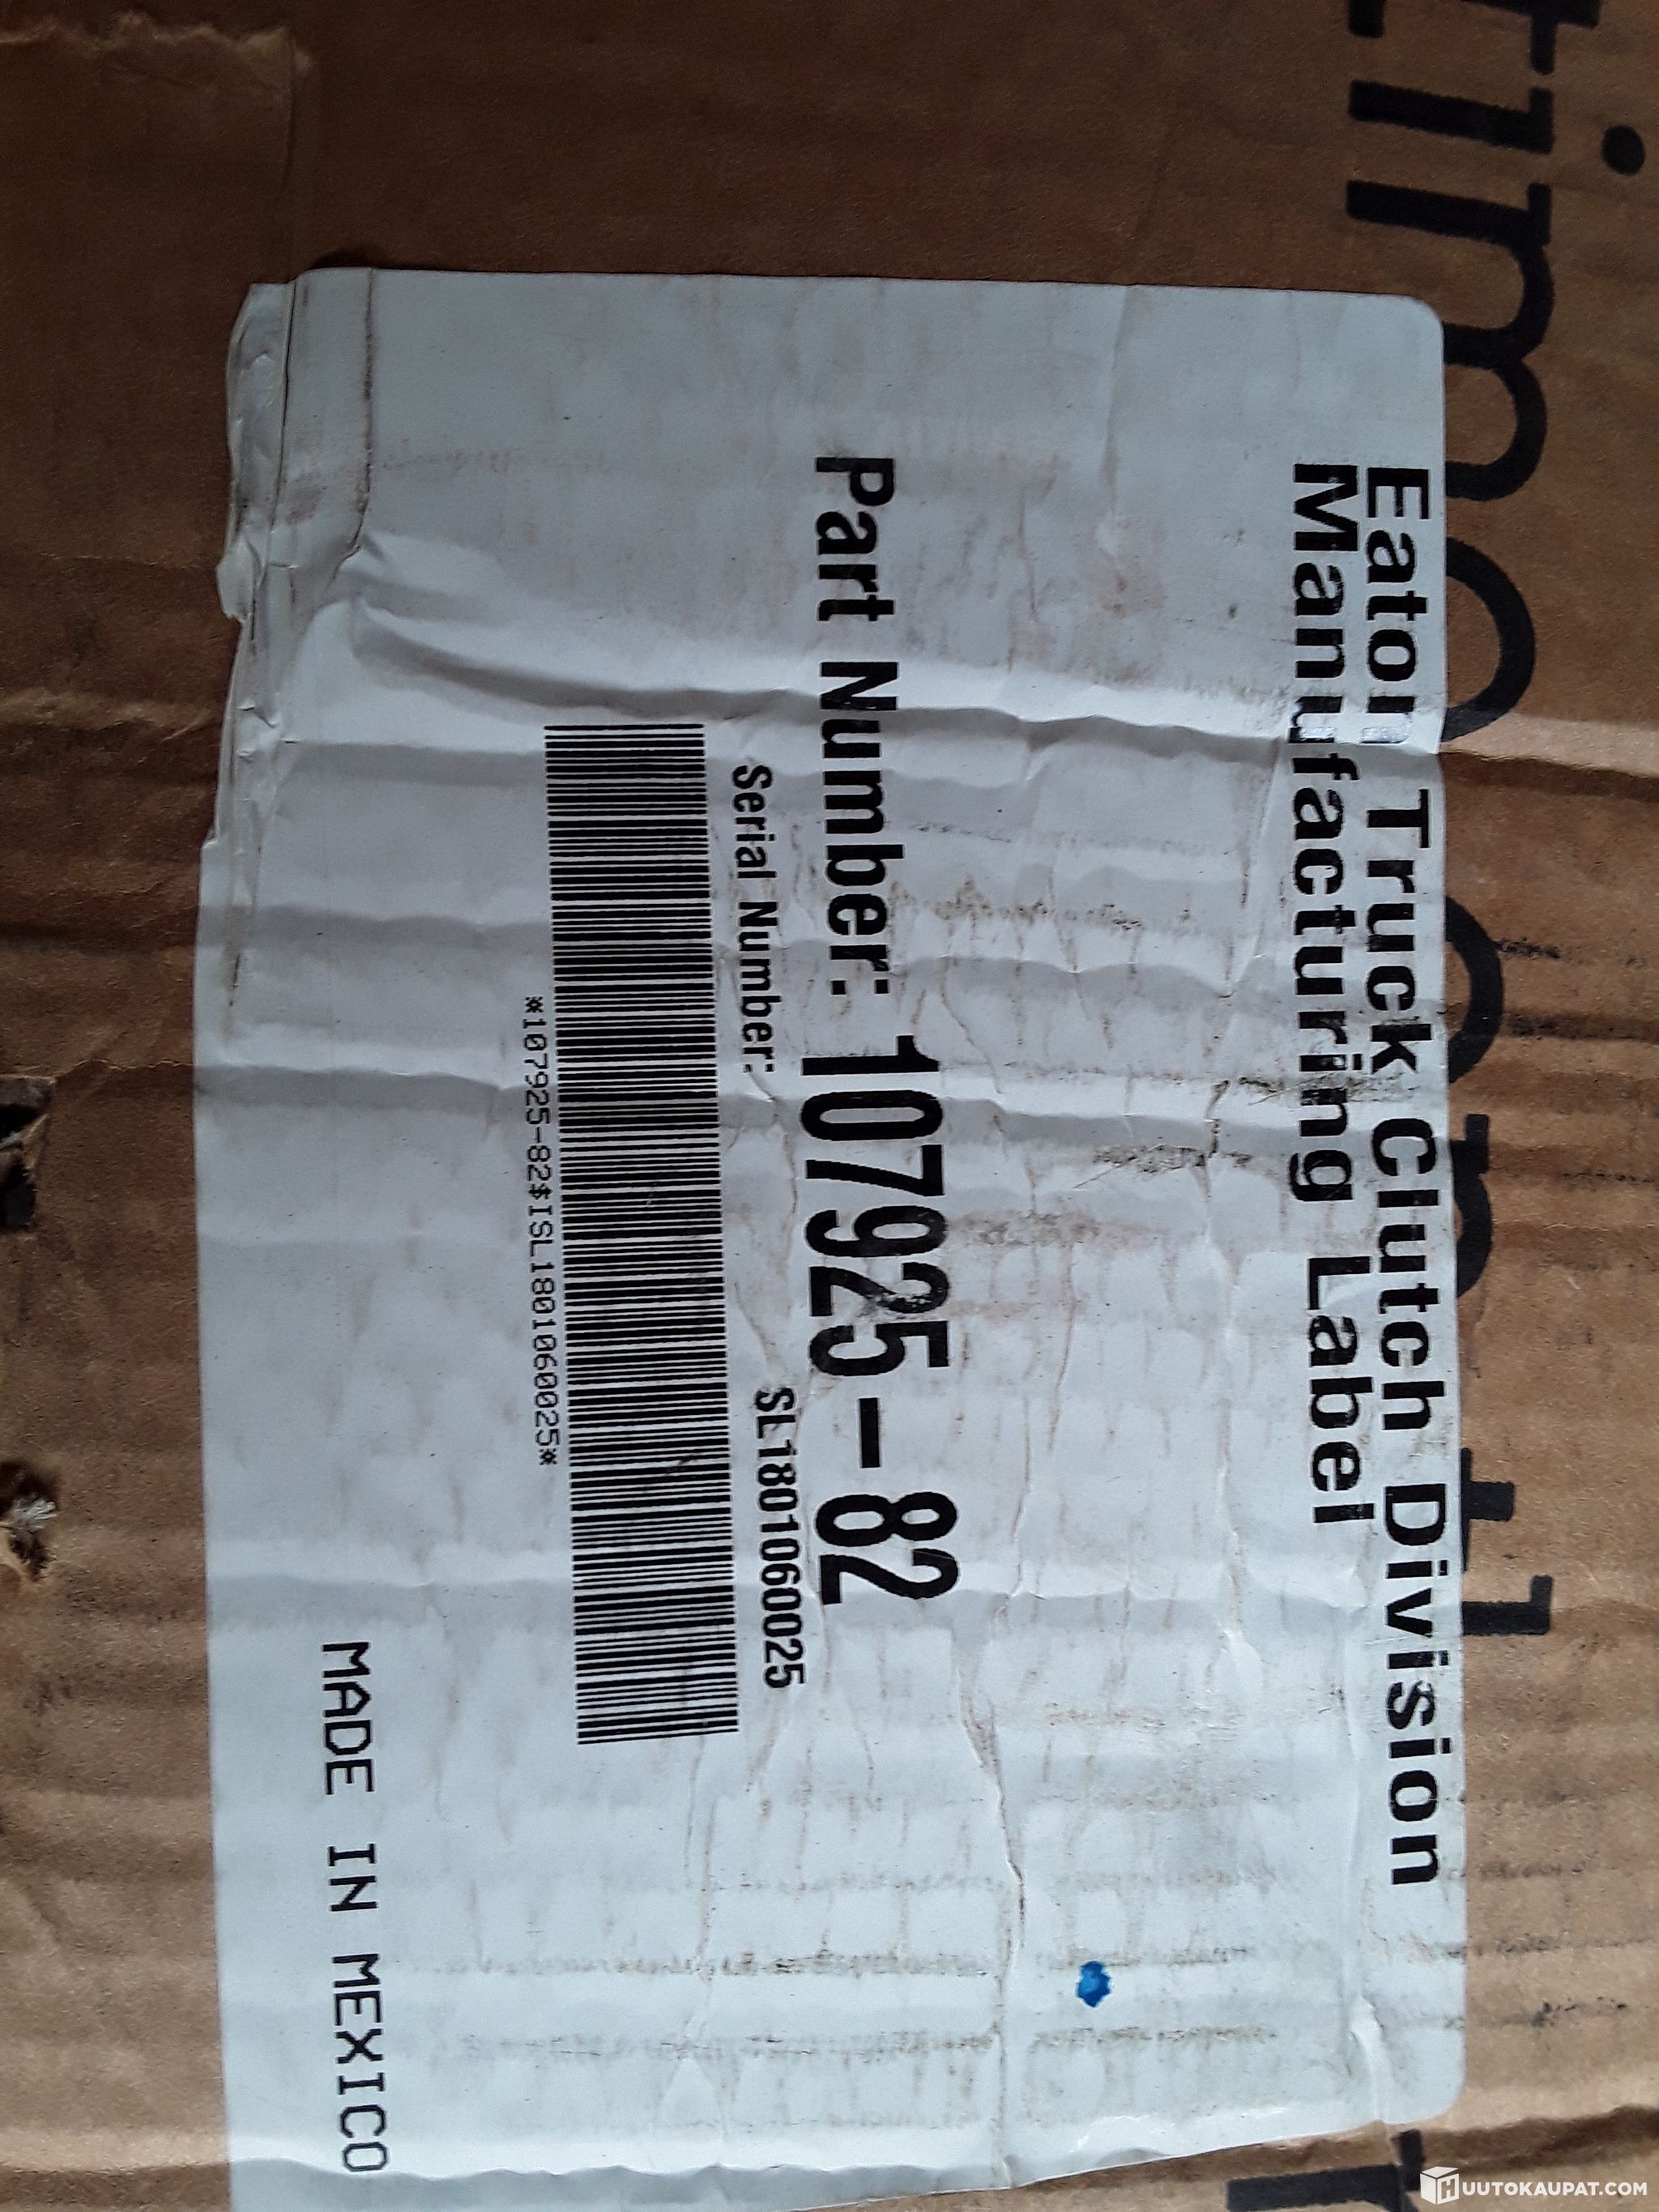 Eaton Truck Clutch Division
Manufacturing Label
Part Number: 107925-82
Serial Number: SL1801060025
*107925-82$ISL1801060025*
MADE IN MEXICO
HUUTOKAUPAT.COM